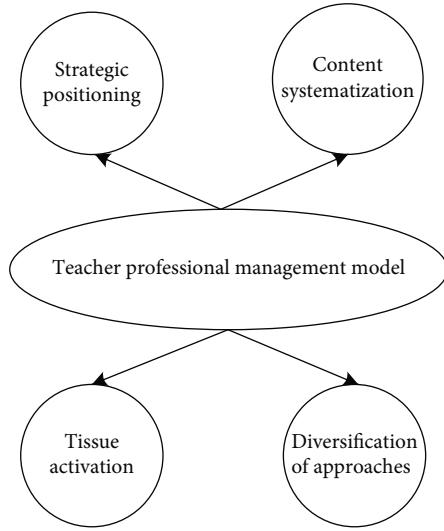 Strategic
positioning
Content
systematization
Teacher professional management model
Tissue
activation
Diversification
of approaches